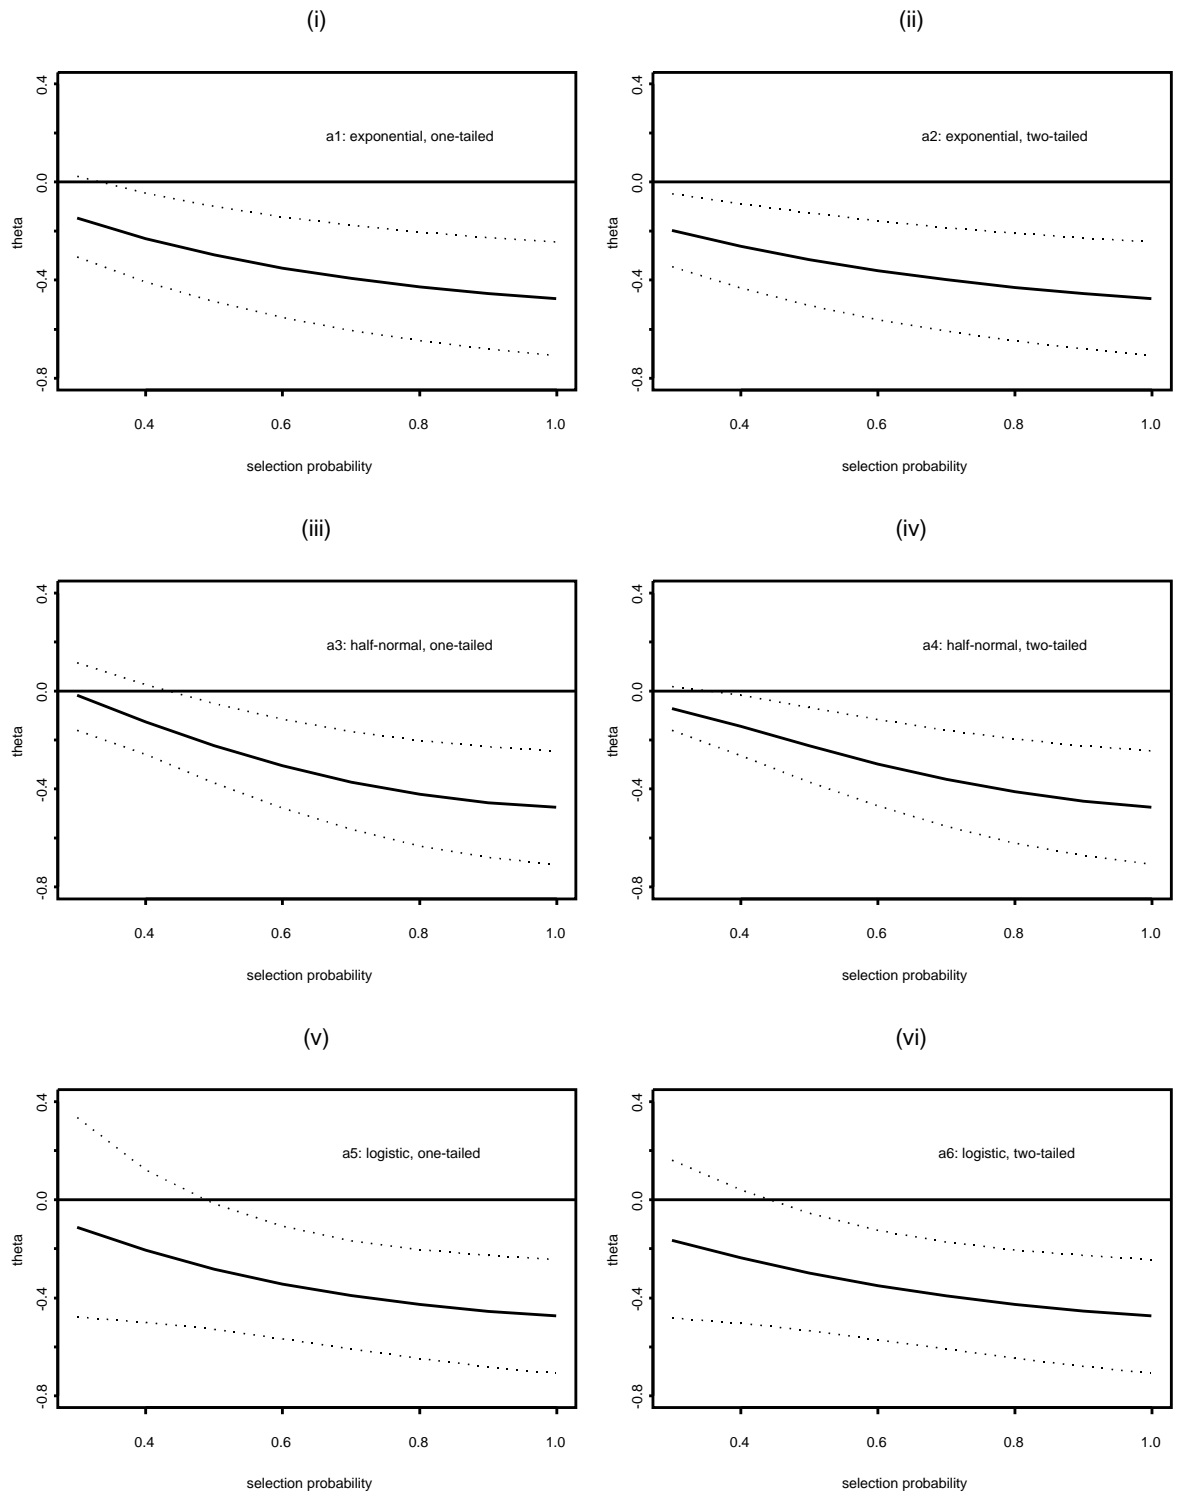 (i)
0.4
0.0
-0.4
-0.8
theta
a1: exponential, one-tailed
0.4
0.6
0.8
1.0
selection probability
(ii)
0.4
0.0
-0.4
-0.8
theta
a2: exponential, two-tailed
0.4
0.6
0.8
1.0
selection probability
(iii)
0.4
0.0
-0.4
-0.8
theta
a3: half-normal, one-tailed
0.4
0.6
0.8
1.0
selection probability
(iv)
0.4
0.0
-0.4
-0.8
theta
a4: half-normal, two-tailed
0.4
0.6
0.8
1.0
selection probability
(v)
0.4
0.0
-0.4
-0.8
theta
a5: logistic, one-tailed
0.4
0.6
0.8
1.0
selection probability
(vi)
0.4
0.0
-0.4
-0.8
theta
a6: logistic, two-tailed
0.4
0.6
0.8
1.0
selection probability